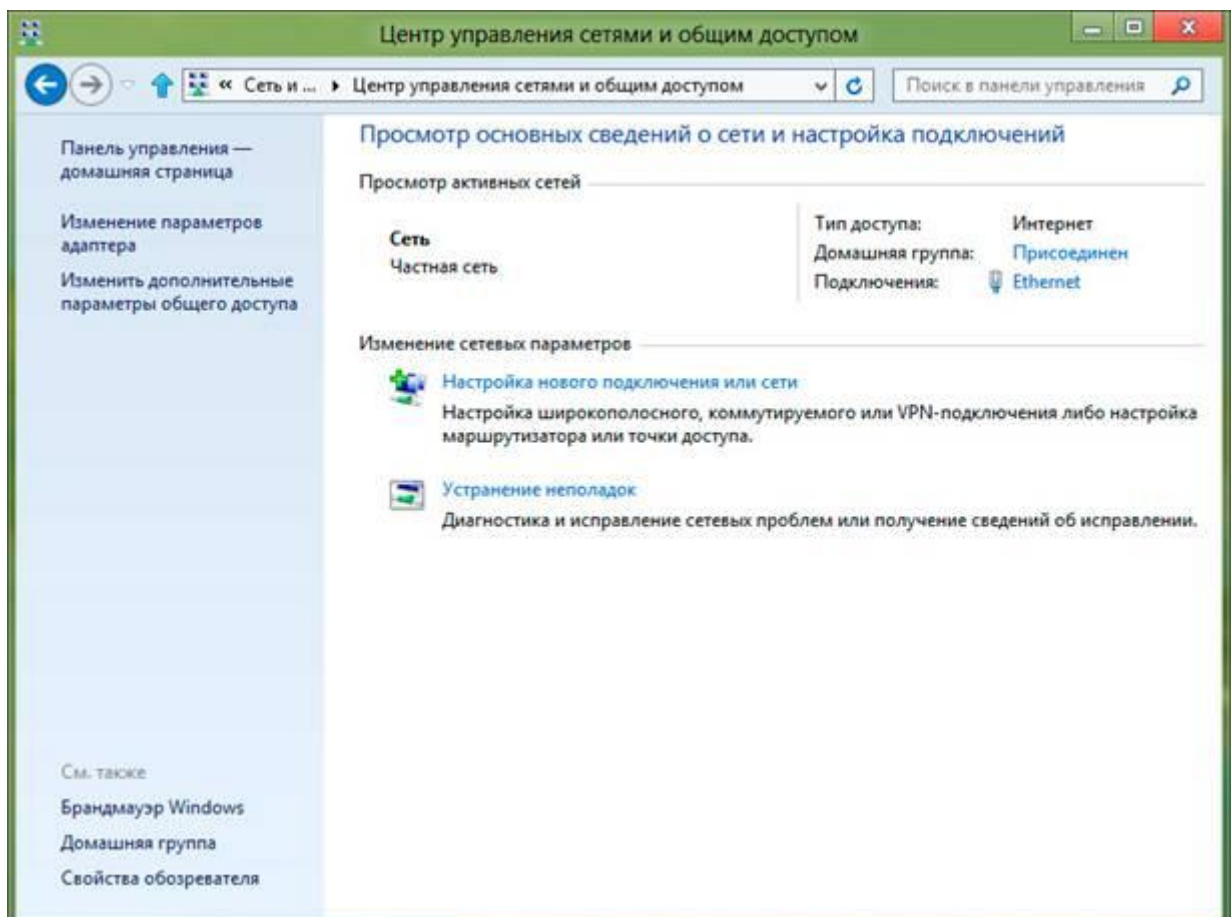 Центр управления сетями и общим доступом
« Сеть и ... Центр управления сетями и общим доступом
Поиск в панели управления
Панель управления —
домашняя страница
Изменение параметров
адаптера
Изменить дополнительные
параметры общего доступа
Просмотр основных сведений о сети и настройка подключений
Просмотр активных сетей
Сеть
Частная сеть
Тип доступа: Интернет
Домашняя группа: Присоединен
Подключения: Ethernet
Изменение сетевых параметров
Настройка нового подключения или сети
Настройка широкополосного, коммутируемого или VPN-подключения либо настройка
маршрутизатора или точки доступа.
Устранение неполадок
Диагностика и исправление сетевых проблем или получение сведений об исправлении.
См. также
Брандмауэр Windows
Домашняя группа
Свойства обозревателя